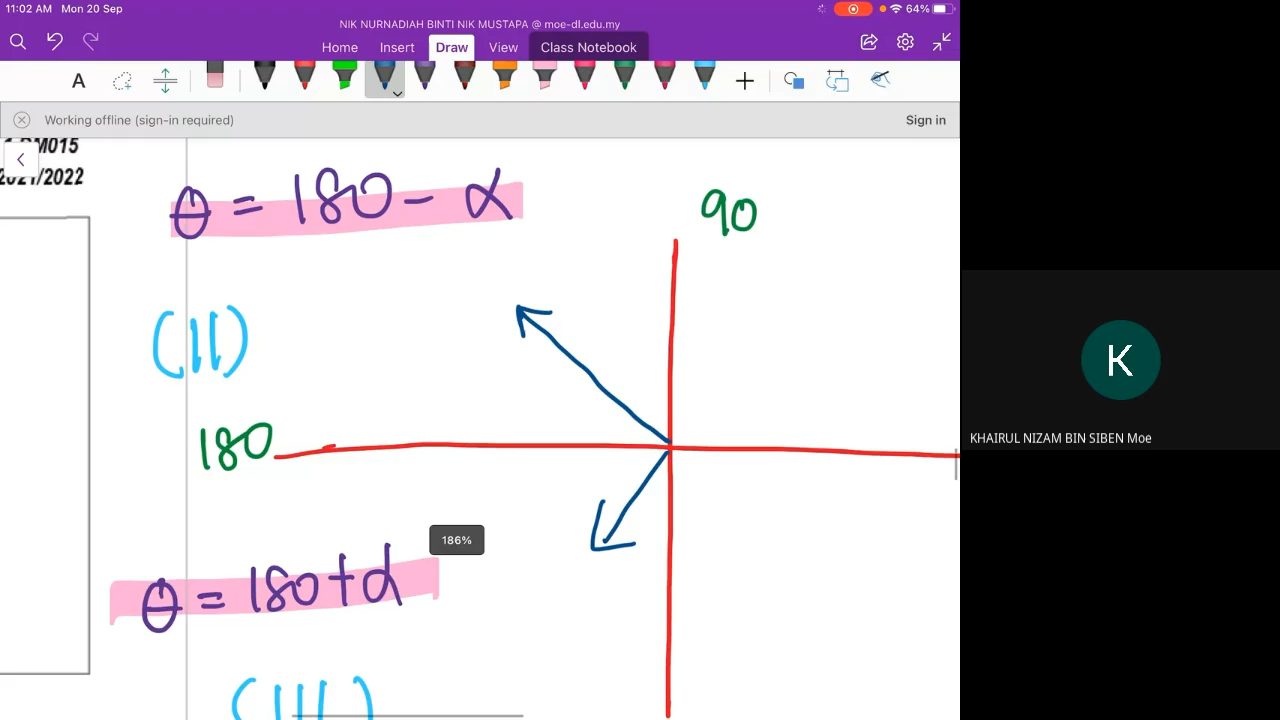 11:02 AM Mon 20 Sep
64%
NIK NURNADIAH BINTI NIK MUSTAPA @ moe-dl.edu.my
Home Insert Draw View Class Notebook
A
Working offline (sign-in required) Sign in
2021/2022
θ = 180 - α
90
(II)
180
186%
θ = 180 + α
(III)
K
KHAIRUL NIZAM BIN SIBEN Moe